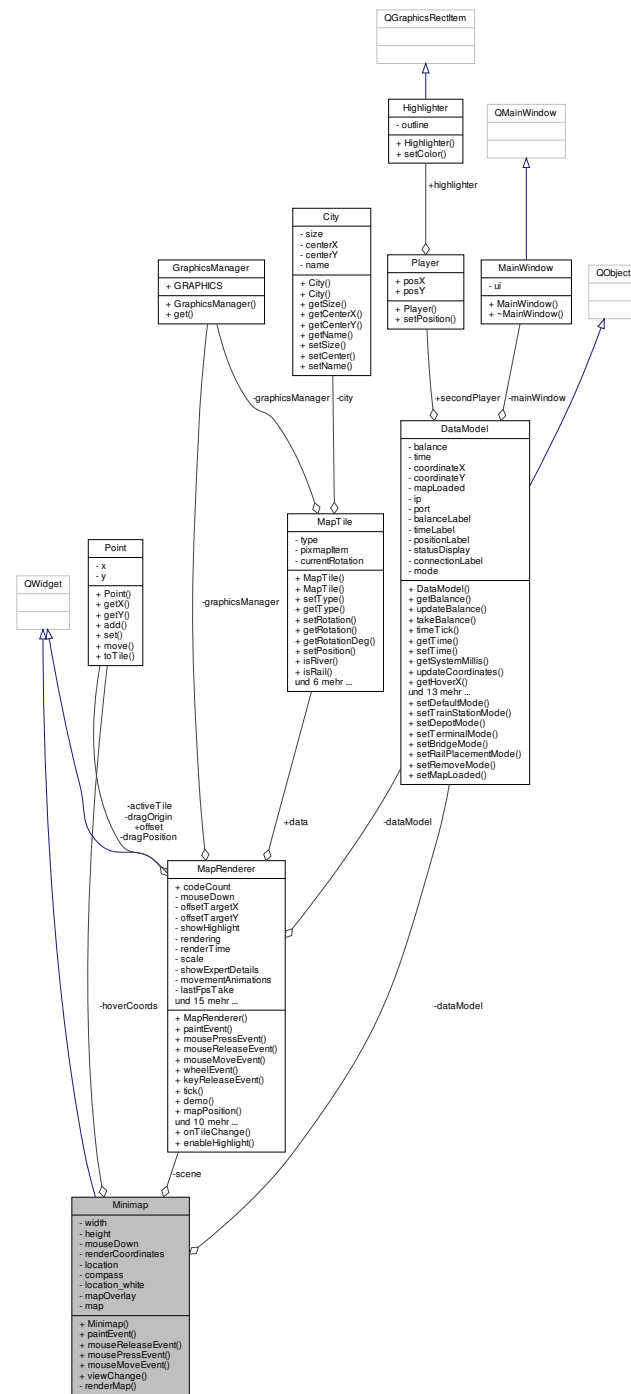 QGraphicsRectItem
Highlighter
- outline
+ Highlighter()
+ setColor()
QMainWindow
+highlighter
City
- size
- centerX
- centerY
- name
+ City()
+ City()
+ getSize()
+ getCenterX()
+ getCenterY()
+ getName()
+ setSize()
+ setCenter()
+ setName()
GraphicsManager
+ GRAPHICS
+ GraphicsManager()
+ get()
Player
+ posX
+ posY
+ Player()
+ setPosition()
MainWindow
- ui
+ MainWindow()
+ ~MainWindow()
QObject
-graphicsManager
-city
+secondPlayer
-mainWindow
DataModel
- balance
- time
- coordinateX
- coordinateY
- mapLoaded
- ip
- port
- balanceLabel
- timeLabel
- positionLabel
- statusDisplay
- connectionLabel
- mode
+ DataModel()
+ getBalance()
+ updateBalance()
+ takeBalance()
+ timeTick()
+ getTime()
+ setTime()
+ getSystemMillis()
+ updateCoordinates()
+ getHoverX()
und 13 mehr ...
+ setDefaultMode()
+ setTrainStationMode()
+ setDepotMode()
+ setTerminalMode()
+ setBridgeMode()
+ setRailPlacementMode()
+ setRemoveMode()
+ setMapLoaded()
MapTile
- type
- pixmapItem
- currentRotation
+ MapTile()
+ MapTile()
+ setType()
+ getType()
+ setRotation()
+ getRotation()
+ getRotationDeg()
+ setPosition()
+ isRiver()
+ isRail()
und 6 mehr ...
Point
- x
- y
+ Point()
+ getX()
+ getY()
+ add()
+ set()
+ move()
+ toTile()
QWidget
-graphicsManager
-activeTile
-dragOrigin
+offset
-dragPosition
+data
-dataModel
MapRenderer
+ codeCount
- mouseDown
- offsetTargetX
- offsetTargetY
- showHighlight
- rendering
- renderTime
- scale
- showExpertDetails
- movementAnimations
- lastFpsTake
und 15 mehr ...
+ MapRenderer()
+ paintEvent()
+ mousePressEvent()
+ mouseReleaseEvent()
+ mouseMoveEvent()
+ wheelEvent()
+ keyReleaseEvent()
+ tick()
+ demo()
+ mapPosition()
und 10 mehr ...
+ onTileChange()
+ enableHighlight()
-hoverCoords
-dataModel
-scene
Minimap
- width
- height
- mouseDown
- renderCoordinates
- location
- compass
- location_white
- mapOverlay
- map
+ Minimap()
+ paintEvent()
+ mouseReleaseEvent()
+ mousePressEvent()
+ mouseMoveEvent()
+ viewChange()
- renderMap()